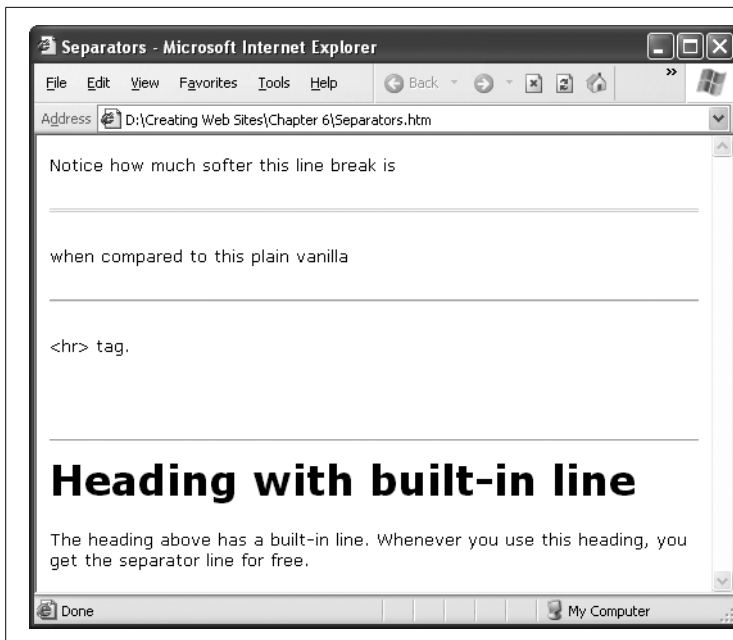 Separators - Microsoft Internet Explorer
File Edit View Favorites Tools Help Back »
Address D:\Creating Web Sites\Chapter 6\Separators.htm
Notice how much softer this line break is
when compared to this plain vanilla
<hr> tag.
Heading with built-in line
The heading above has a built-in line. Whenever you use this heading, you
get the separator line for free.
Done My Computer